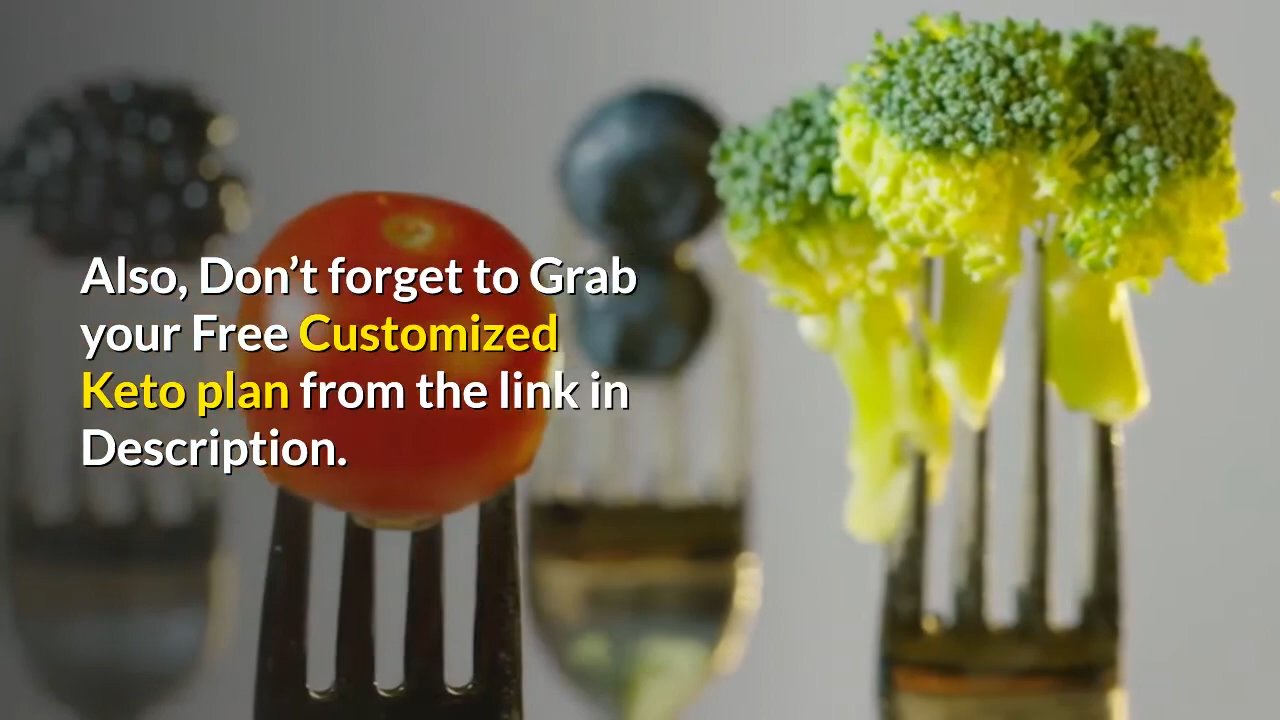 Also, Don’t forget to Grab
your Free Customized
Keto plan from the link in
Description.